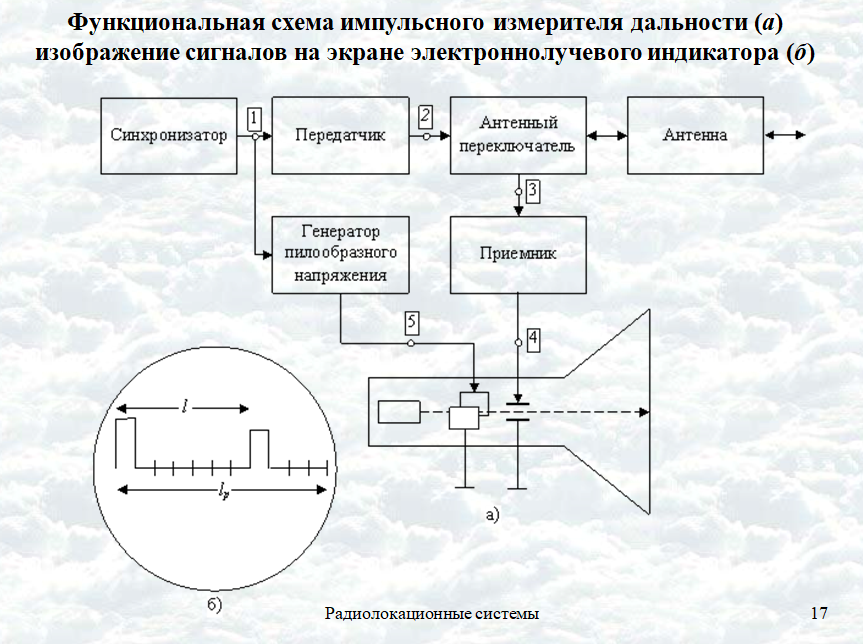 Функциональная схема импульсного измерителя дальности (а)
изображение сигналов на экране электроннолучевого индикатора (б)
Синхронизатор
1
Передатчик
2
Антенный
переключатель
Антенна
3
Генератор
пилообразного
напряжения
Приемник
5
4
l
lр
а)
б)
Радиолокационные системы
17